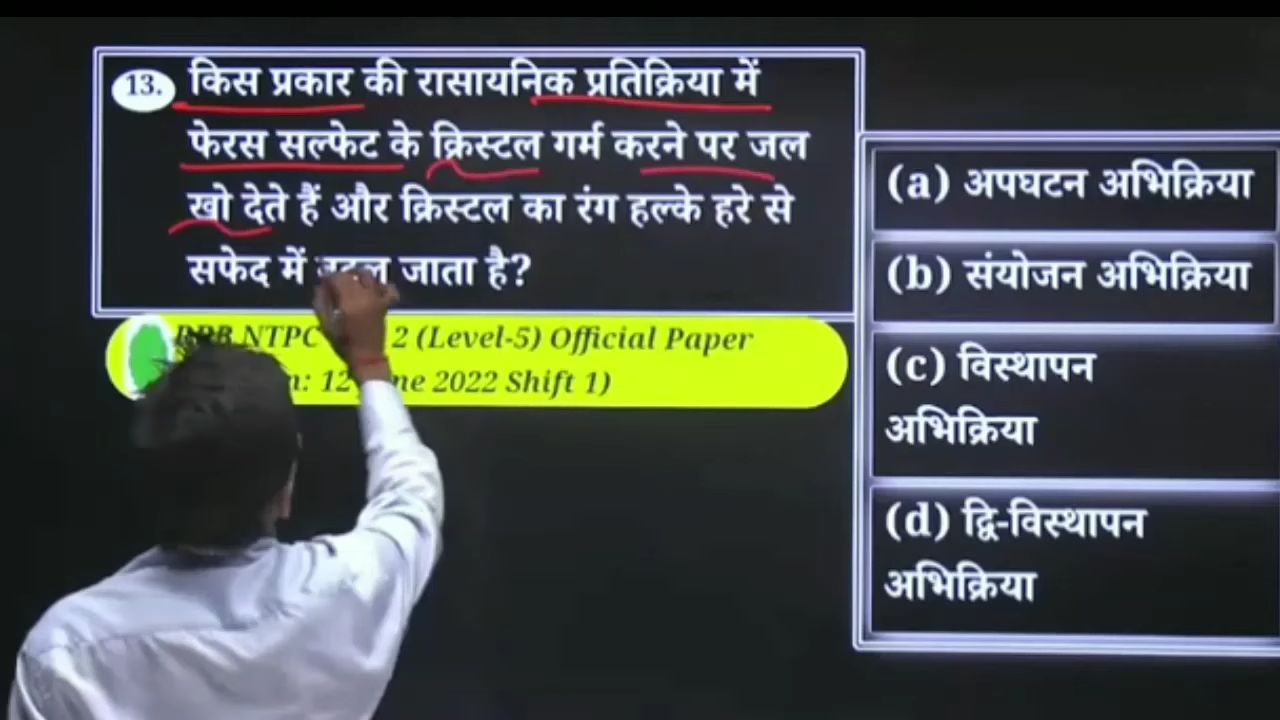 13. किस प्रकार की रासायनिक प्रतिक्रिया में
फेरस सल्फेट के क्रिस्टल गर्म करने पर जल
खो देते हैं और क्रिस्टल का रंग हल्के हरे से
सफेद में जाता है?
NTPC 2 (Level-5) Official Paper
12 2022 Shift 1)
(a) अपघटन अभिक्रिया
(b) संयोजन अभिक्रिया
(c) विस्थापन
अभिक्रिया
(d) द्वि-विस्थापन
अभिक्रिया